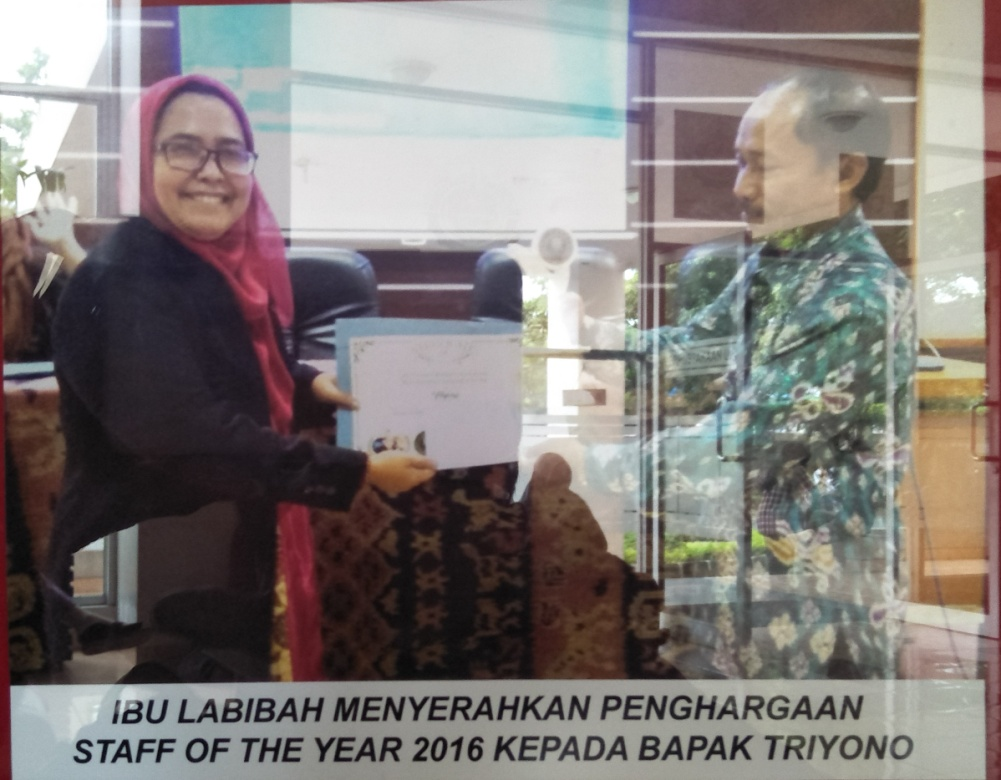 IBU LABIBAH MENYERAHKAN PENGHARGAAN
STAFF OF THE YEAR 2016 KEPADA BAPAK TRIYONO